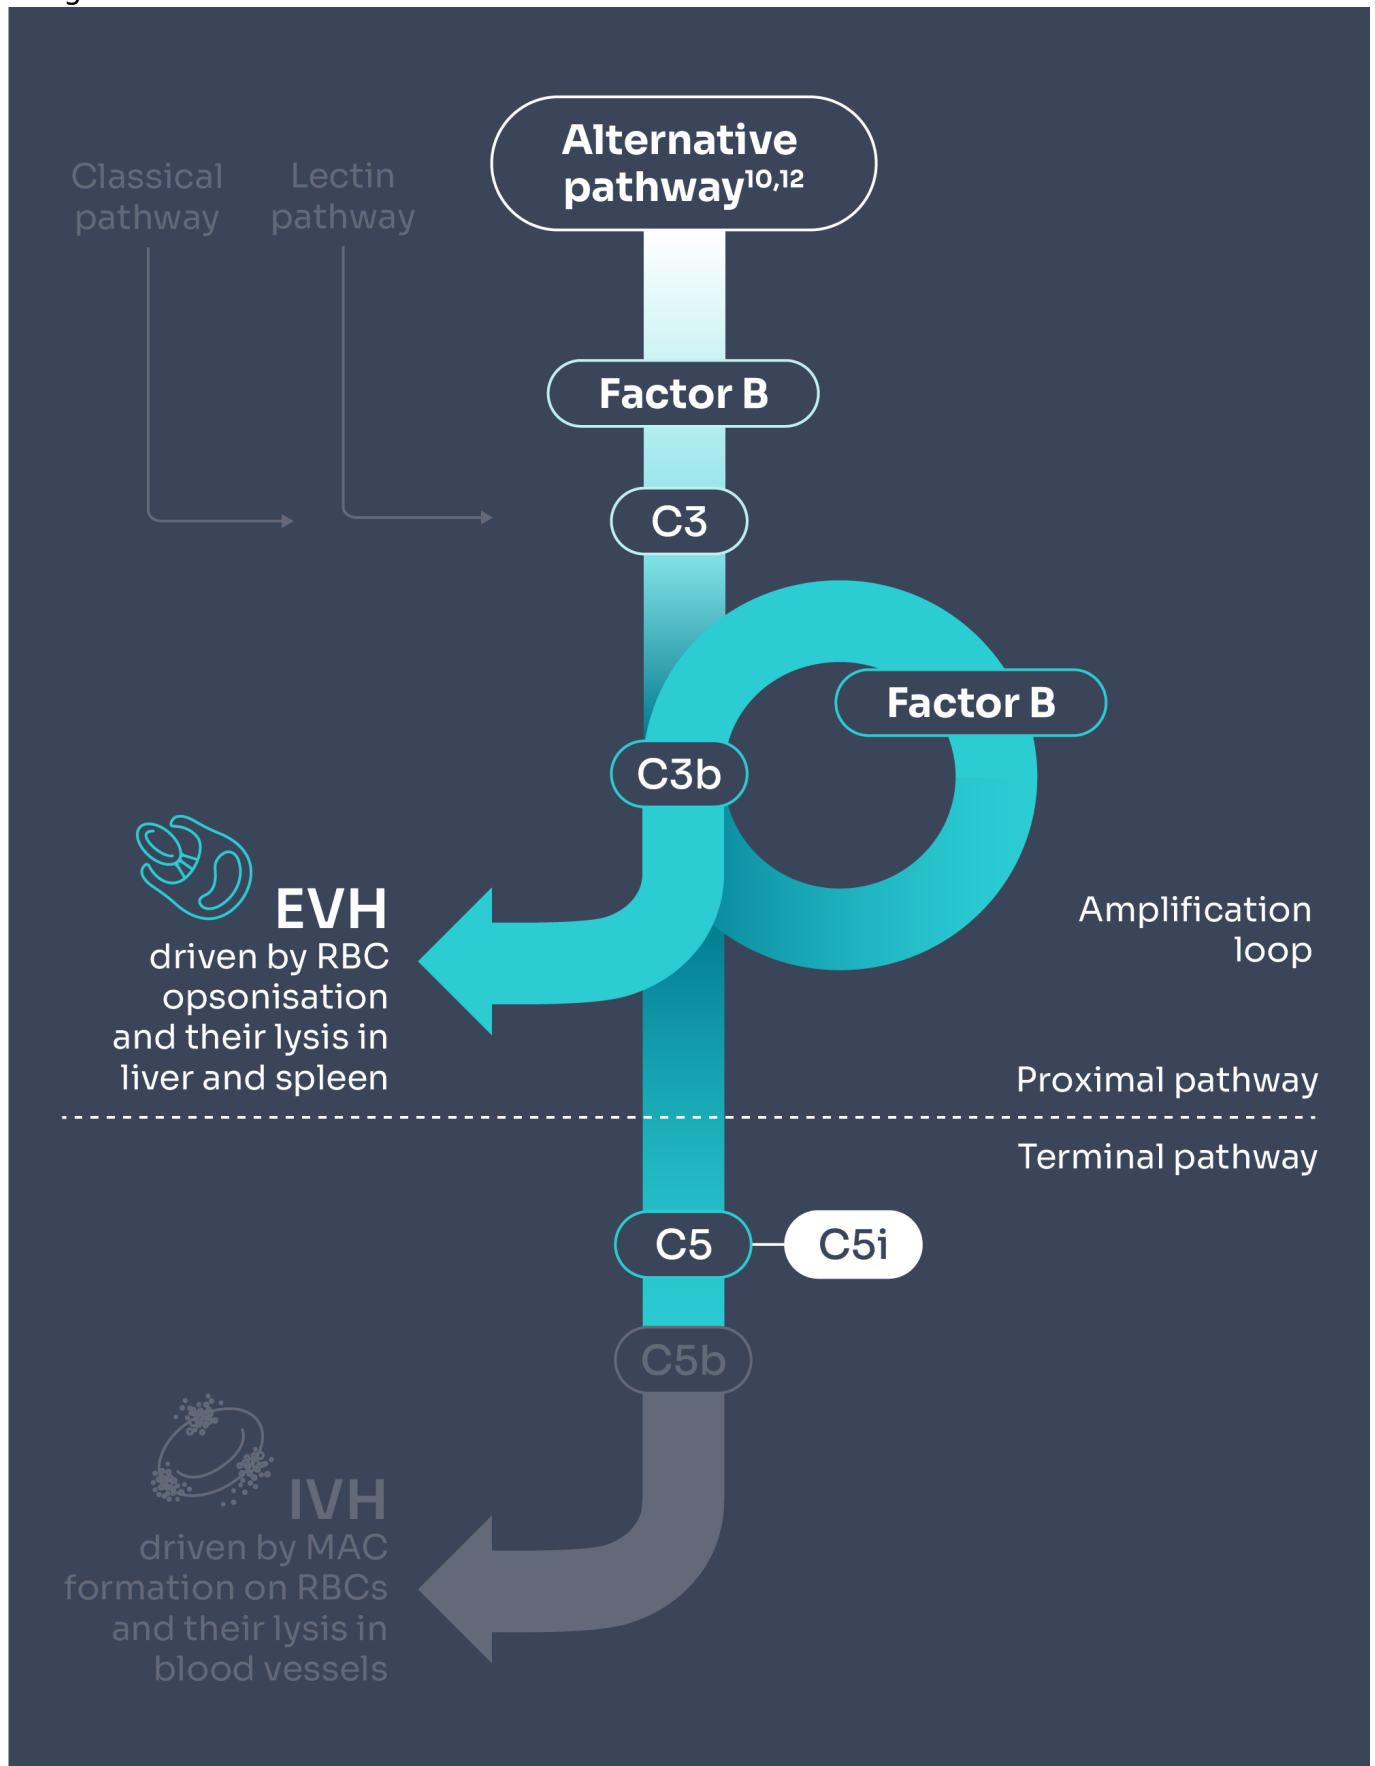 Classical
pathway
Lectin
pathway
Alternative
pathway¹⁰,¹²
Factor B
C3
Factor B
C3b
EVH
driven by RBC
opsonisation
and their lysis in
liver and spleen
Amplification
loop
Proximal pathway
Terminal pathway
C5
C5i
C5b
IVH
driven by MAC
formation on RBCs
and their lysis in
blood vessels